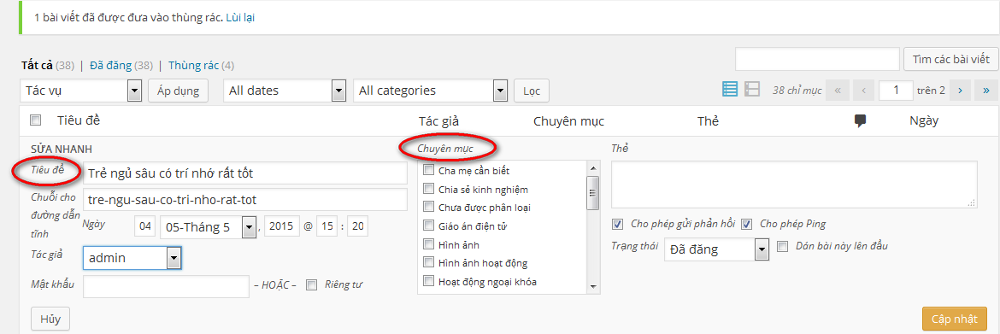 1 bài viết đã được đưa vào thùng rác. Lùi lại
Tất cả (38) | Đã đăng (38) | Thùng rác (4)
Tìm các bài viết
Tác vụ Áp dụng All dates All categories Lọc 38 chỉ mục « ‹ 1 trên 2 › »
Tiêu đề Tác giả Chuyên mục Thẻ Ngày
SỬA NHANH
Tiêu đề Trẻ ngủ sâu có trí nhớ rất tốt
Chuỗi cho đường dẫn tĩnh tre-ngu-sau-co-tri-nho-rat-tot
Ngày 04 05-Tháng 5 , 2015 @ 15 : 20
Tác giả admin
Mật khẩu – HOẶC – Riêng tư
Chuyên mục
Cha mẹ cần biết
Chia sẻ kinh nghiệm
Chưa được phân loại
Giáo án điện tử
Hình ảnh
Hình ảnh hoạt động
Hoạt động ngoại khóa
Thẻ
Cho phép gửi phản hồi Cho phép Ping
Trạng thái Đã đăng Dán bài này lên đầu
Hủy Cập nhật